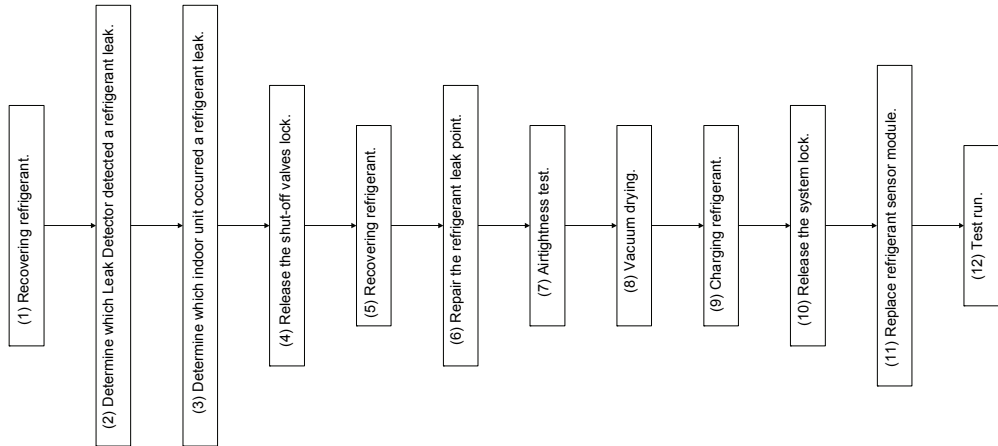 (1) Recovering refrigerant.
(2) Determine which Leak Detector detected a refrigerant leak.
(3) Determine which indoor unit occurred a refrigerant leak.
(4) Release the shut-off valves lock.
(5) Recovering refrigerant.
(6) Repair the refrigerant leak point.
(7) Airtightness test.
(8) Vacuum drying.
(9) Charging refrigerant.
(10) Release the system lock.
(11) Replace refrigerant sensor module.
(12) Test run.